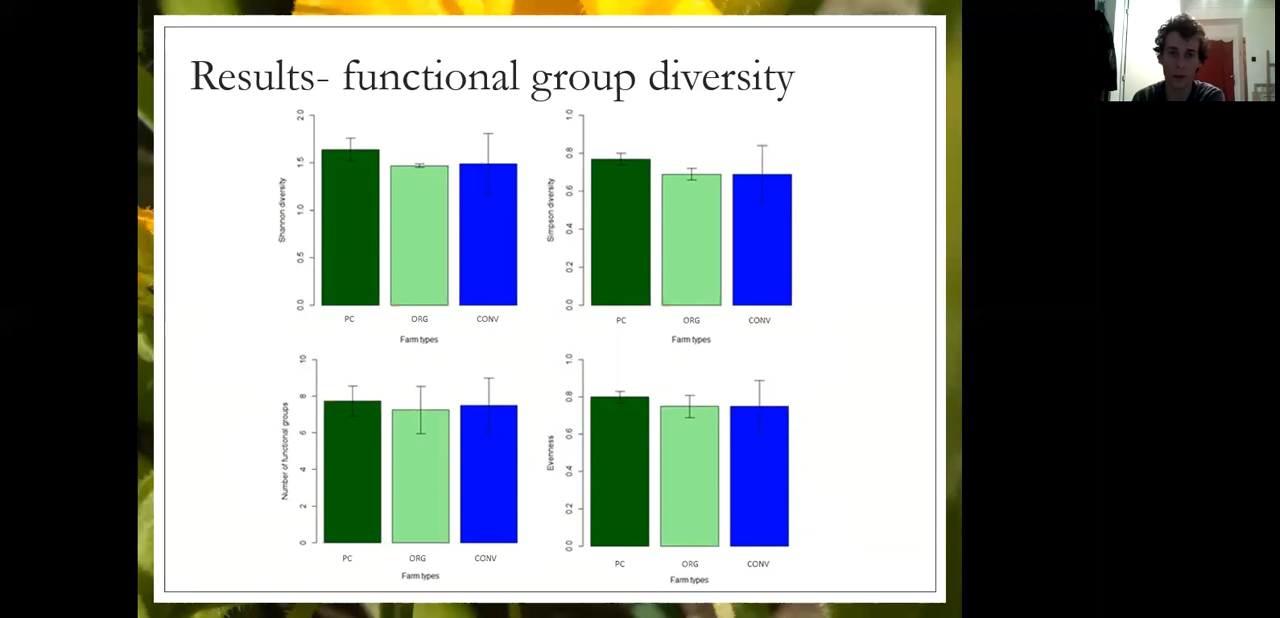 Results- functional group diversity
2.0
1.5
1.0
0.5
0.0
Shannon diversity
PC ORG CONV
Farm types
1.0
0.8
0.6
0.4
0.2
0.0
Simpson diversity
PC ORG CONV
Farm types
10
8
6
4
2
0
Number of functional groups
PC ORG CONV
Farm types
1.0
0.8
0.6
0.4
0.2
0.0
Evenness
PC ORG CONV
Farm types